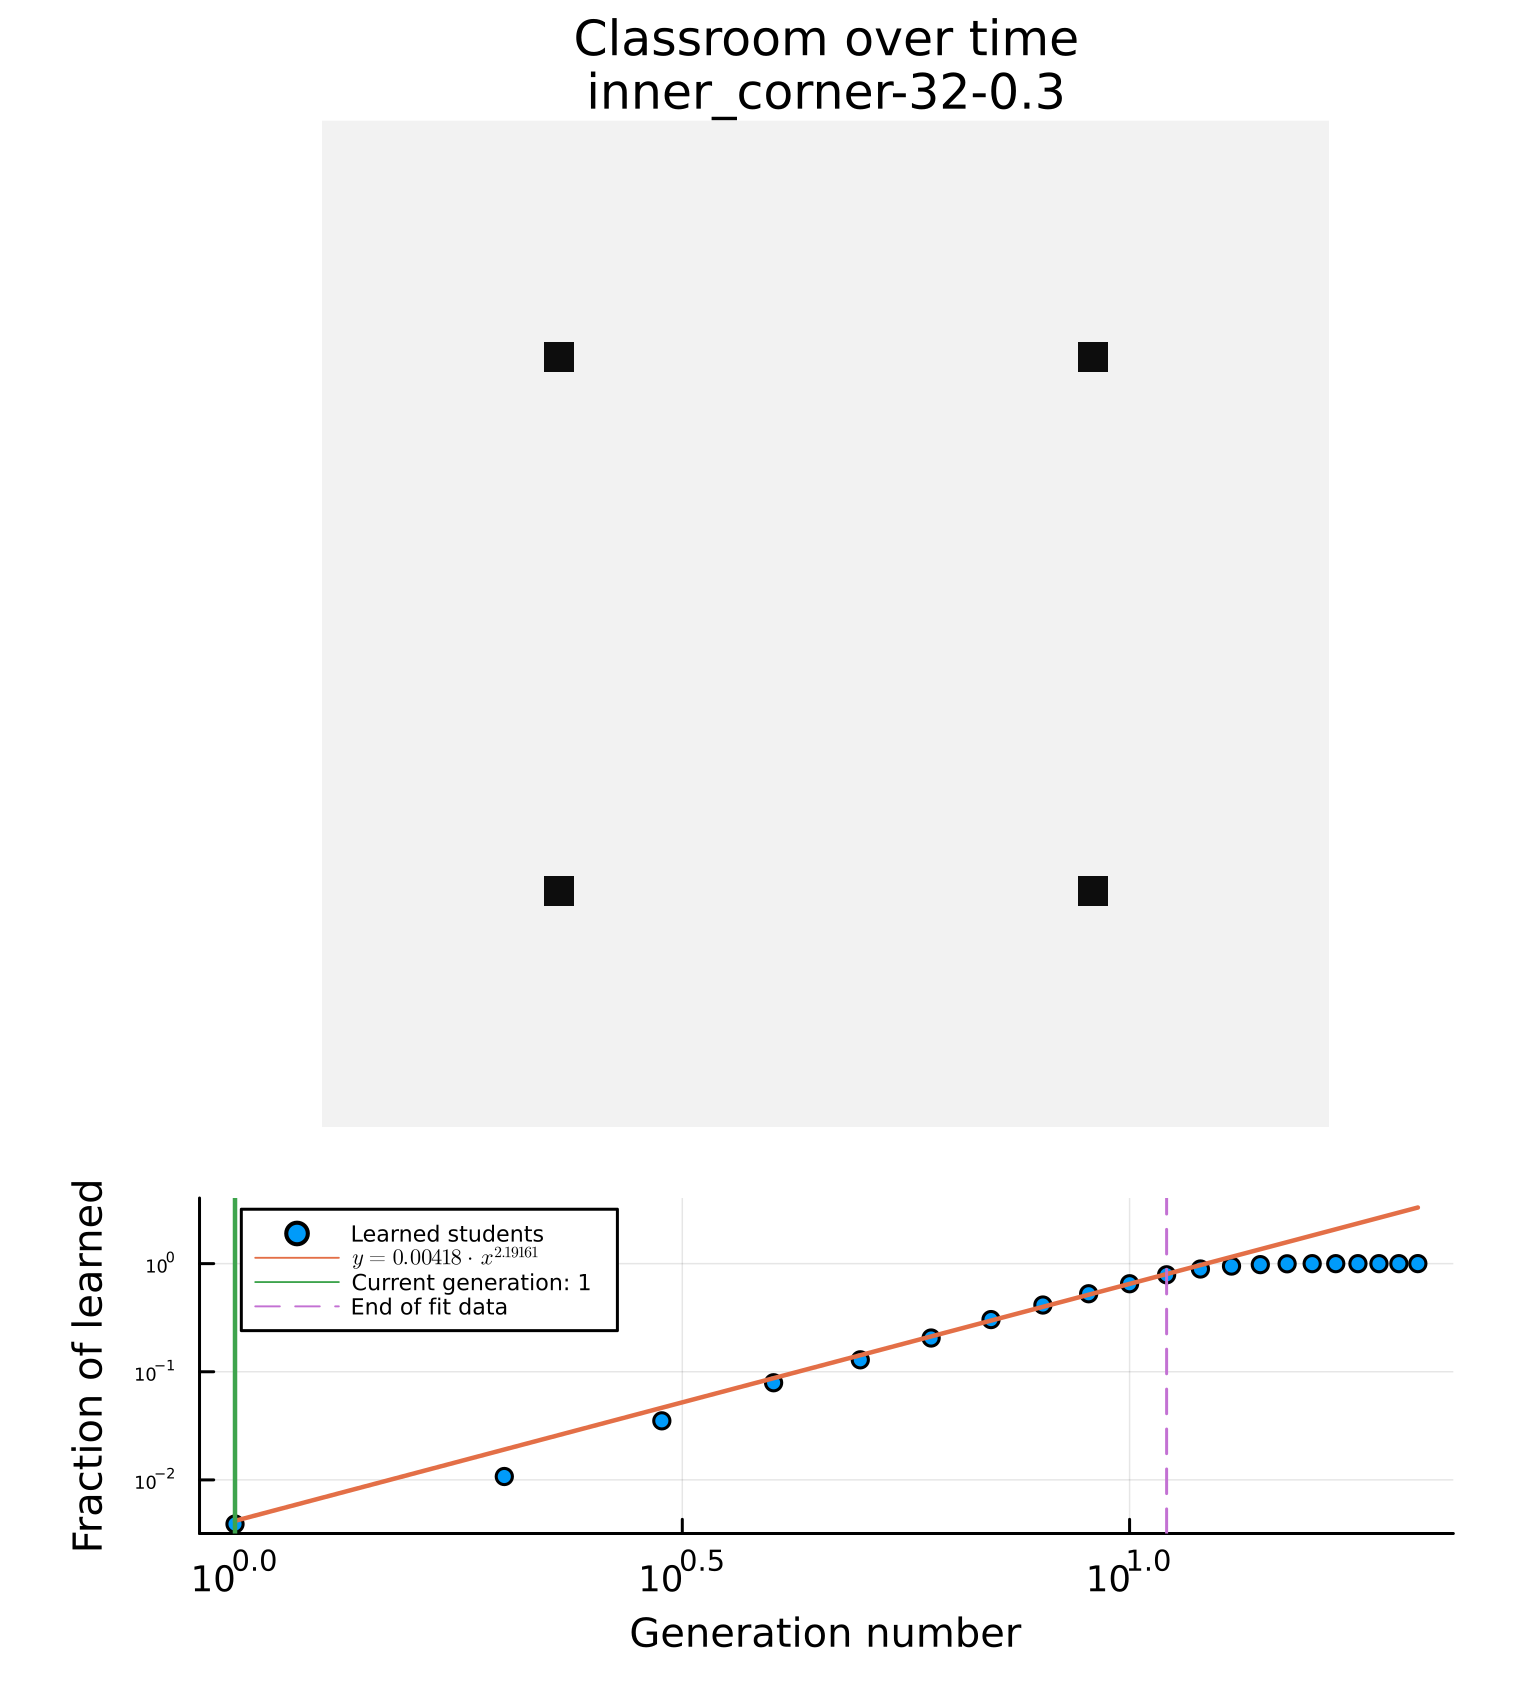 Classroom over time
inner_corner-32-0.3
Fraction of learned
Learned students
y = 0.00418 · x^2.19161
Current generation: 1
End of fit data
10^0
10^−1
10^−2
10^0.0
10^0.5
10^1.0
Generation number